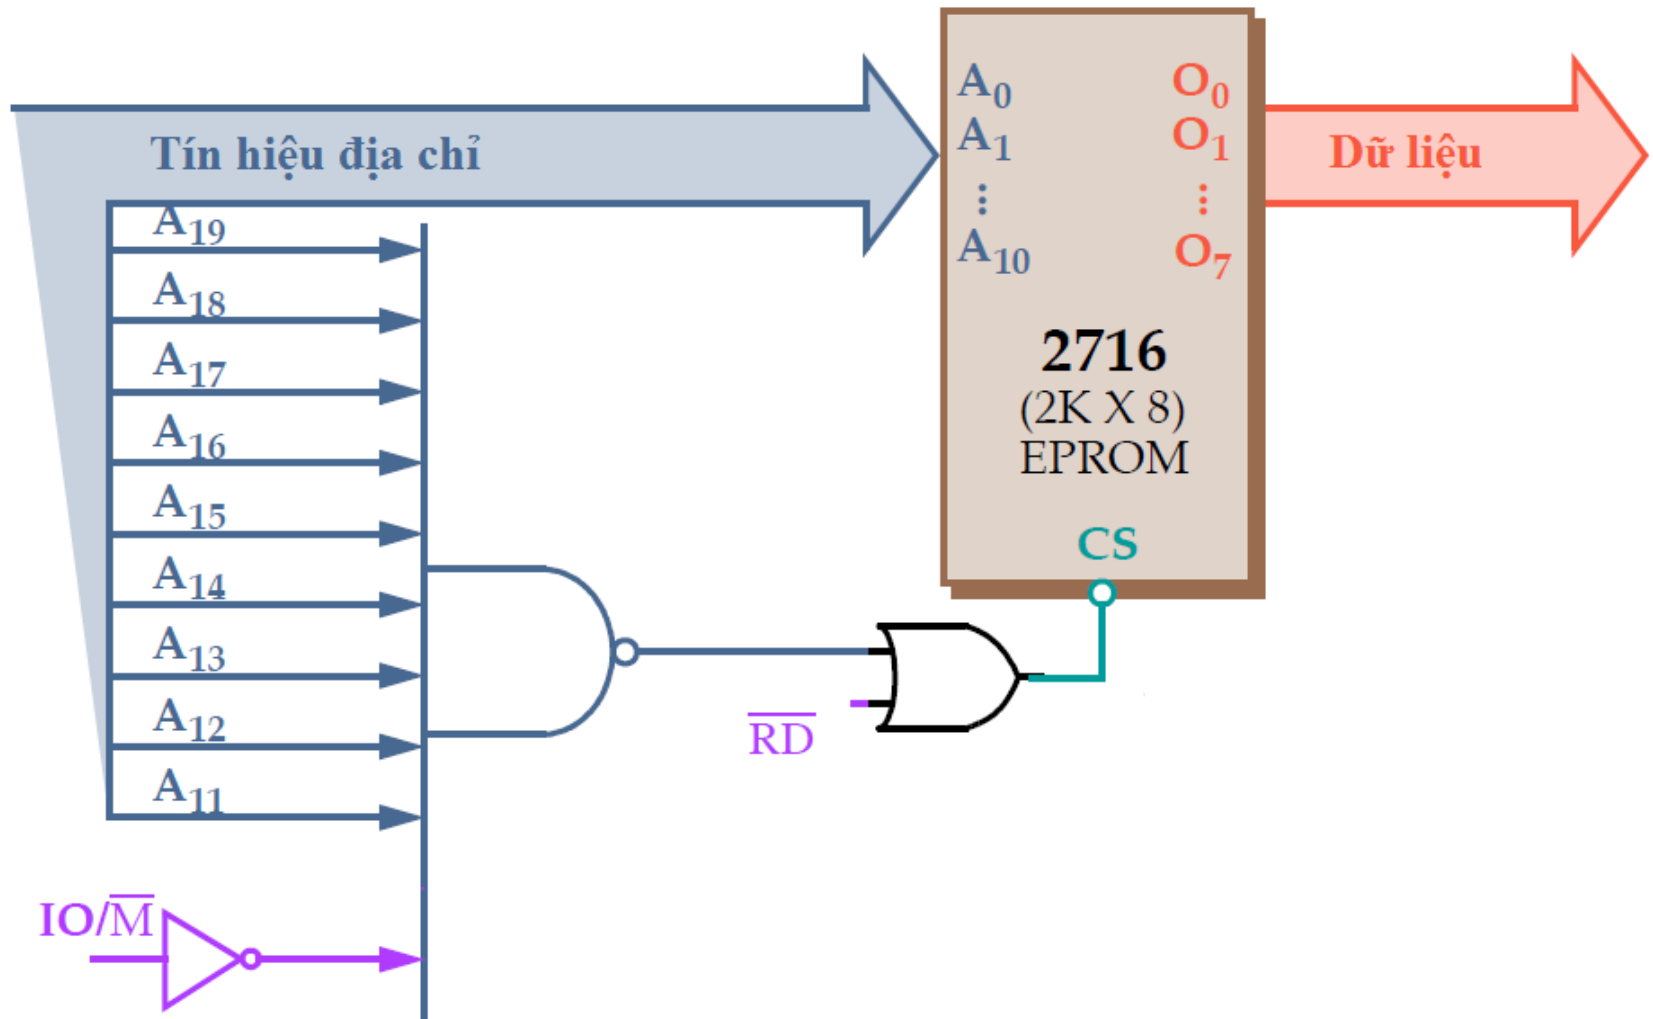 Tín hiệu địa chỉ
A₀
A₁
⋮
A₁₀
O₀
O₁
⋮
O₇
Dữ liệu
2716
(2K X 8)
EPROM
CS
A₁₉
A₁₈
A₁₇
A₁₆
A₁₅
A₁₄
A₁₃
A₁₂
A₁₁
R̅D̅
IO/M̅